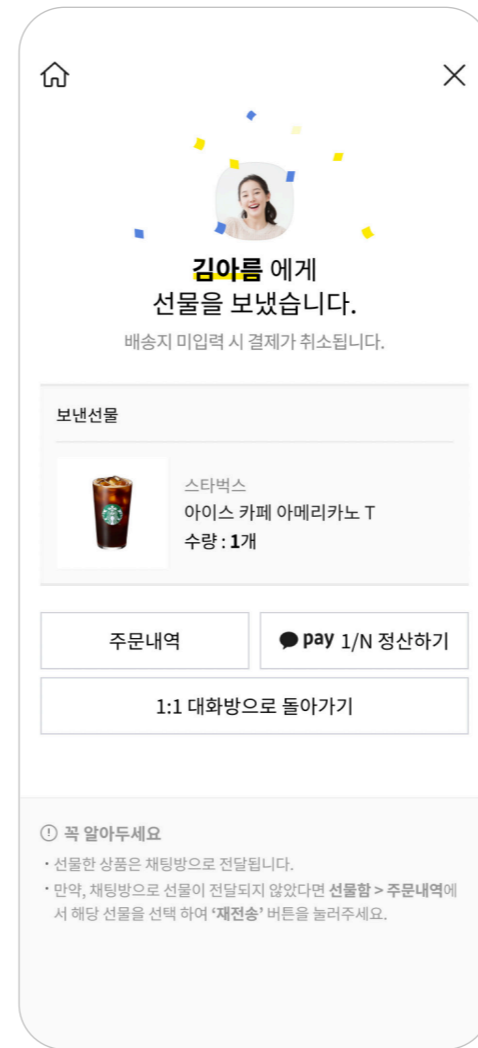 김아름 에게
선물을 보냈습니다.
배송지 미입력 시 결제가 취소됩니다.
보낸선물
스타벅스
아이스 카페 아메리카노 T
수량 : 1개
주문내역
pay 1/N 정산하기
1:1 대화방으로 돌아가기
꼭 알아두세요
· 선물한 상품은 채팅방으로 전달됩니다.
· 만약, 채팅방으로 선물이 전달되지 않았다면 선물함 > 주문내역에
서 해당 선물을 선택 하여 ‘재전송’ 버튼을 눌러주세요.